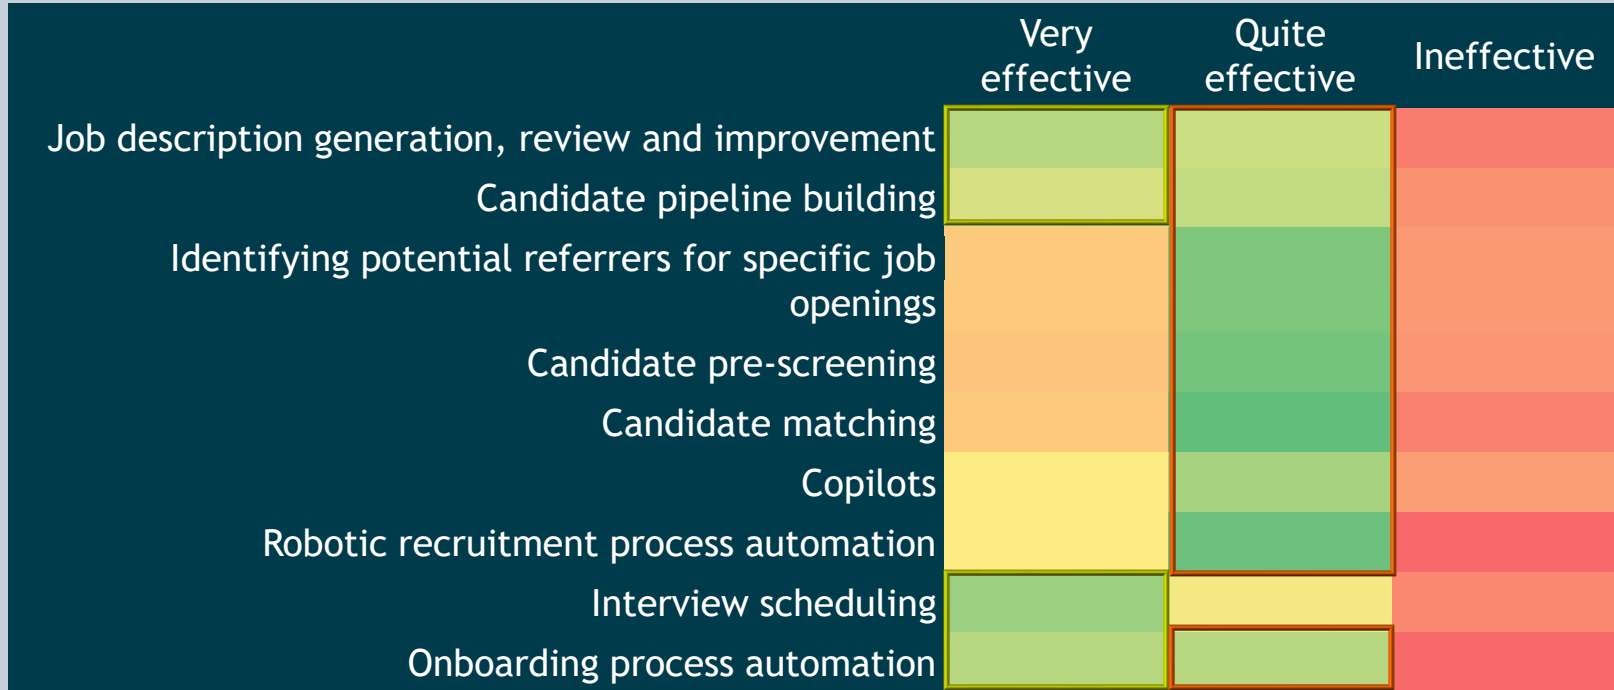 Very
effective
Quite
effective
Ineffective
Job description generation, review and improvement
Candidate pipeline building
Identifying potential referrers for specific job
openings
Candidate pre-screening
Candidate matching
Copilots
Robotic recruitment process automation
Interview scheduling
Onboarding process automation